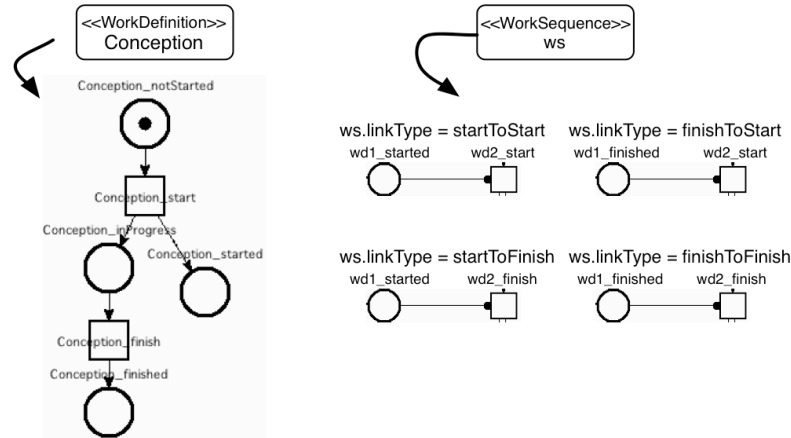 <<WorkDefinition>>
Conception
Conception_notStarted
Conception_start
Conception_inProgress
Conception_started
Conception_finish
Conception_finished
<<WorkSequence>>
ws
ws.linkType = startToStart
wd1_started wd2_start
ws.linkType = finishToStart
wd1_finished wd2_start
ws.linkType = startToFinish
wd1_started wd2_finish
ws.linkType = finishToFinish
wd1_finished wd2_finish